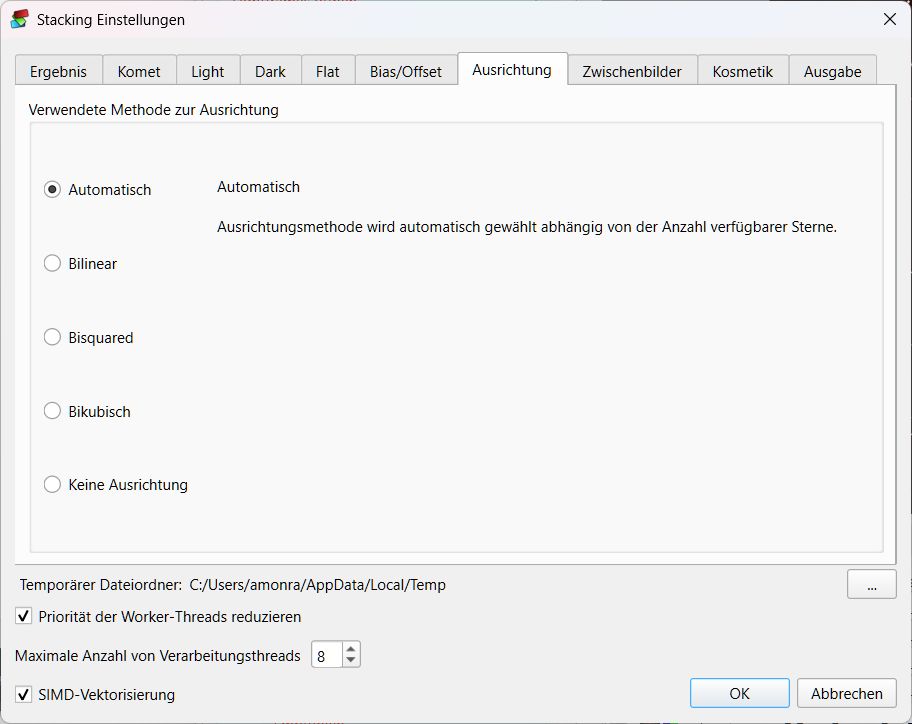 Stacking Einstellungen
Ergebnis Komet Light Dark Flat Bias/Offset Ausrichtung Zwischenbilder Kosmetik Ausgabe
Verwendete Methode zur Ausrichtung
Automatisch Automatisch
Ausrichtungsmethode wird automatisch gewählt abhängig von der Anzahl verfügbarer Sterne.
Bilinear
Bisquared
Bikubisch
Keine Ausrichtung
Temporärer Dateiordner: C:/Users/amonra/AppData/Local/Temp ...
Priorität der Worker-Threads reduzieren
Maximale Anzahl von Verarbeitungsthreads 8
SIMD-Vektorisierung OK Abbrechen